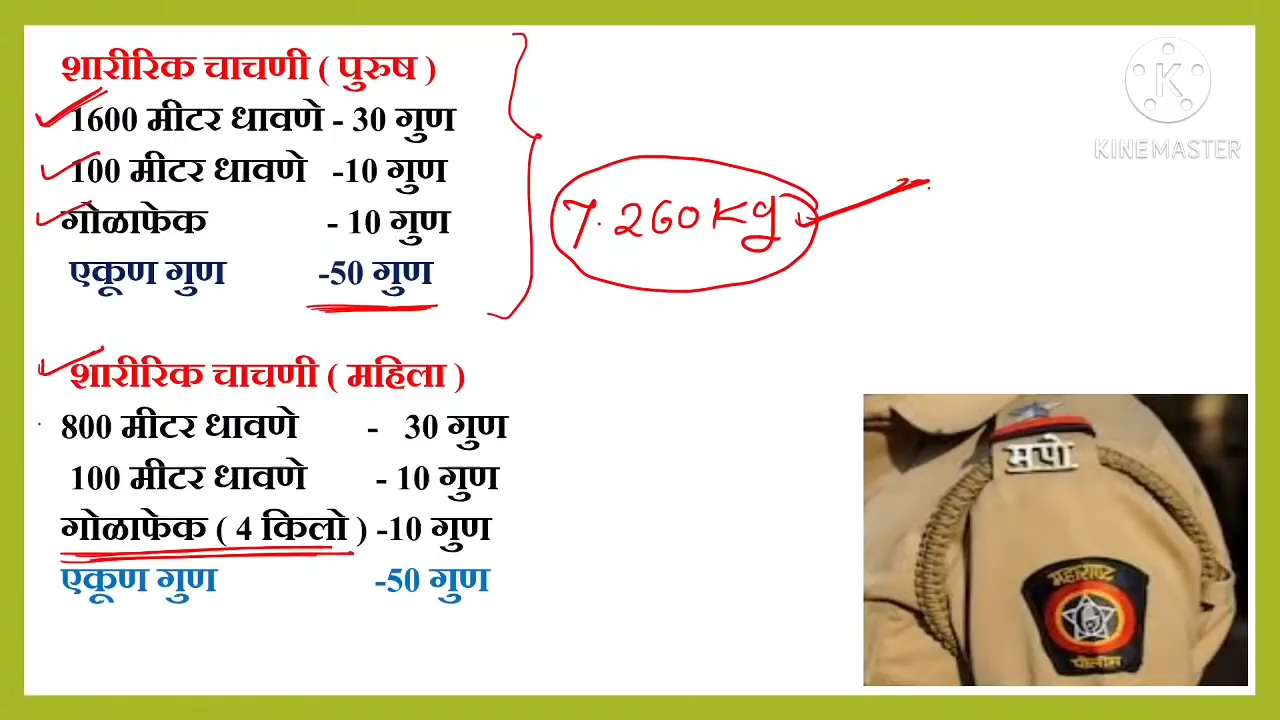 शारीरिक चाचणी ( पुरुष )
1600 मीटर धावणे - 30 गुण
100 मीटर धावणे -10 गुण
गोळाफेक - 10 गुण
एकूण गुण -50 गुण
7.260 Kg
K
KINEMASTER
शारीरिक चाचणी ( महिला )
800 मीटर धावणे - 30 गुण
100 मीटर धावणे - 10 गुण
गोळाफेक ( 4 किलो ) -10 गुण
एकूण गुण -50 गुण
मपो
महाराष्ट्र
पोलीस